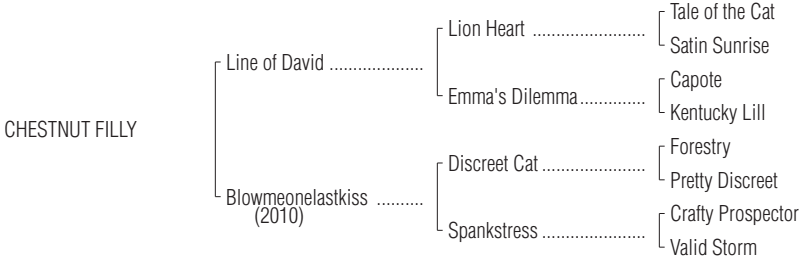 Tale of the Cat
Lion Heart ........................
Satin Sunrise
Line of David ....................
Capote
Emma's Dilemma..............
Kentucky Lill
CHESTNUT FILLY
Forestry
Discreet Cat ......................
Pretty Discreet
Blowmeonelastkiss ..........
(2010)
Crafty Prospector
Spankstress ......................
Valid Storm